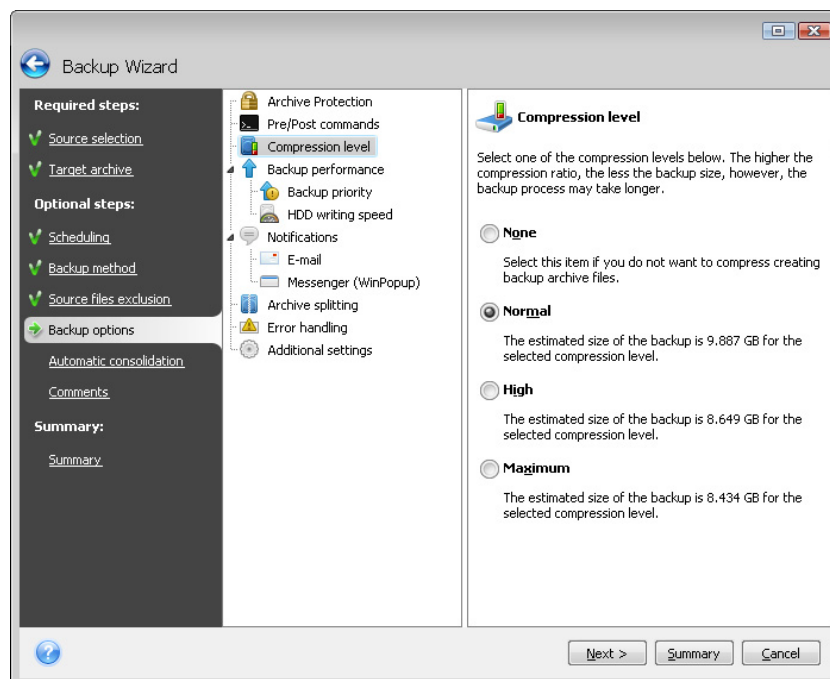 Backup Wizard
Required steps:
Source selection
Target archive
Optional steps:
Scheduling
Backup method
Source files exclusion
Backup options
Automatic consolidation
Comments
Summary:
Summary
Archive Protection
Pre/Post commands
Compression level
Backup performance
Backup priority
HDD writing speed
Notifications
E-mail
Messenger (WinPopup)
Archive splitting
Error handling
Additional settings
Compression level
Select one of the compression levels below. The higher the
compression ratio, the less the backup size, however, the
backup process may take longer.
None
Select this item if you do not want to compress creating
backup archive files.
Normal
The estimated size of the backup is 9.887 GB for the
selected compression level.
High
The estimated size of the backup is 8.649 GB for the
selected compression level.
Maximum
The estimated size of the backup is 8.434 GB for the
selected compression level.
Next >
Summary
Cancel